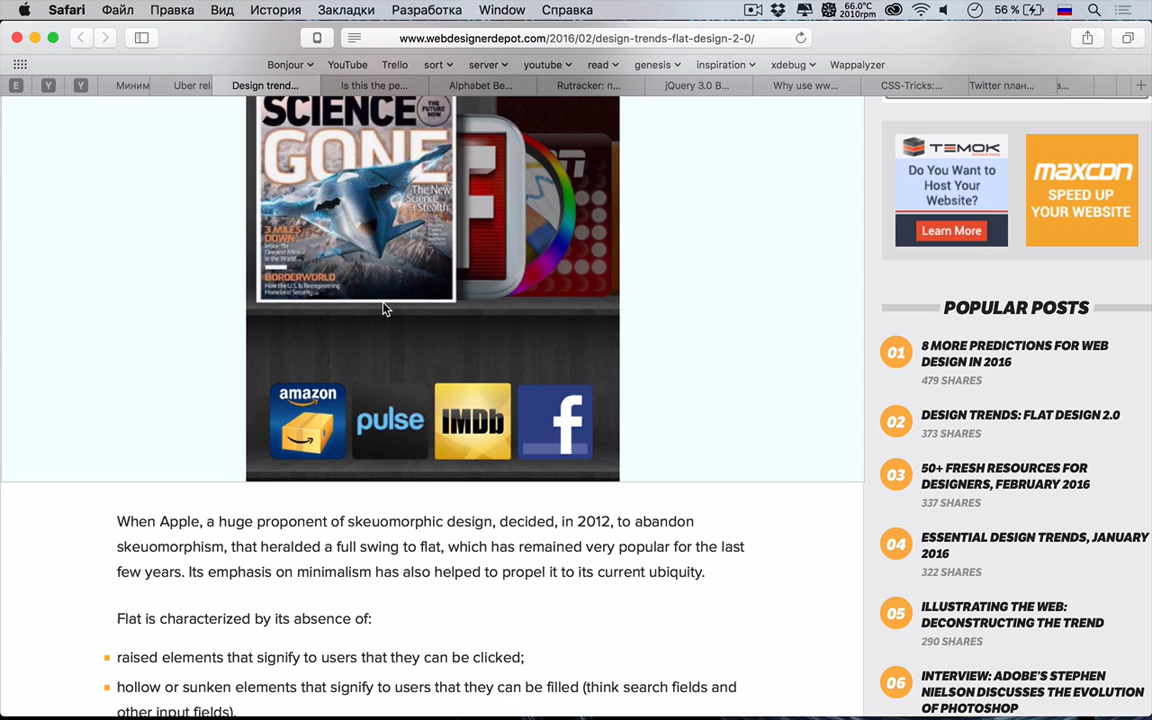 Safari Файл Правка Вид История Закладки Разработка Window Справка 66.0°C 2010rpm 56 %
www.webdesignerdepot.com/2016/02/design-trends-flat-design-2-0/
Bonjour YouTube Trello sort server youtube read genesis inspiration xdebug Wappalyzer
E Y Y Миним Uber rel Design trend... Is this the pe... Alphabet Be... Rutracker: п... jQuery 3.0 B... Why use ww... CSS-Tricks:... Twitter план... а...
SCIENCE
THE FUTURE NOW
GONE
The New
Science
of Stealth
3 MILES
DOWN
BORDERWORLD
How the U.S. Is Reengineering
Homeland Security
amazon
pulse
IMDb
f
When Apple, a huge proponent of skeuomorphic design, decided, in 2012, to abandon
skeuomorphism, that heralded a full swing to flat, which has remained very popular for the last
few years. Its emphasis on minimalism has also helped to propel it to its current ubiquity.
Flat is characterized by its absence of:
raised elements that signify to users that they can be clicked;
hollow or sunken elements that signify to users that they can be filled (think search fields and
other input fields).
TEMOK
Do You Want to
Host Your
Website?
Learn More
maxcdn
SPEED UP
YOUR WEBSITE
POPULAR POSTS
01 8 MORE PREDICTIONS FOR WEB
DESIGN IN 2016
479 SHARES
02 DESIGN TRENDS: FLAT DESIGN 2.0
373 SHARES
03 50+ FRESH RESOURCES FOR
DESIGNERS, FEBRUARY 2016
337 SHARES
04 ESSENTIAL DESIGN TRENDS, JANUARY
2016
322 SHARES
05 ILLUSTRATING THE WEB:
DECONSTRUCTING THE TREND
290 SHARES
06 INTERVIEW: ADOBE'S STEPHEN
NIELSON DISCUSSES THE EVOLUTION
OF PHOTOSHOP